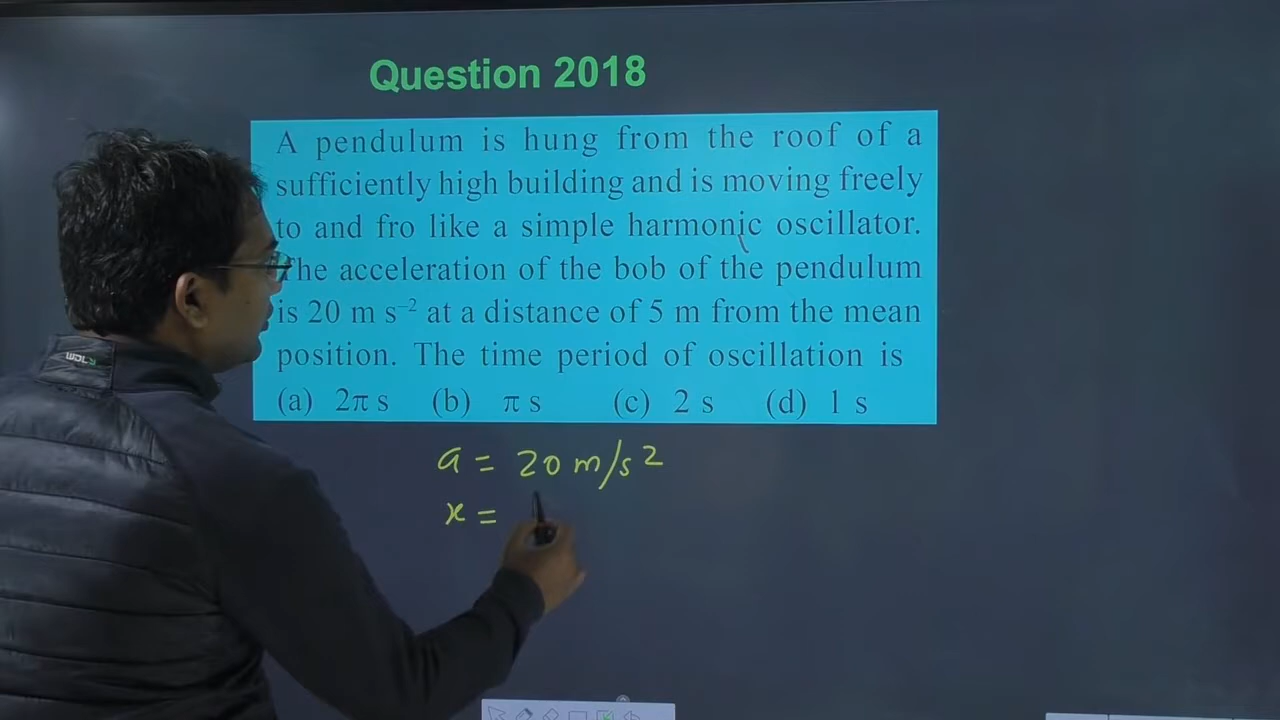 Question 2018
A pendulum is hung from the roof of a
sufficiently high building and is moving freely
to and fro like a simple harmonic oscillator.
The acceleration of the bob of the pendulum
is 20 m s⁻² at a distance of 5 m from the mean
position. The time period of oscillation is
(a) 2π s (b) π s (c) 2 s (d) 1 s
a = 20 m/s 2
x =
WDLY